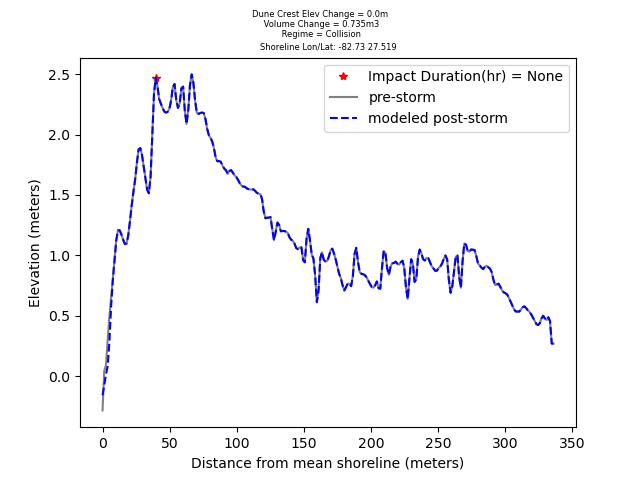 Dune Crest Elev Change = 0.0m
Volume Change = 0.735m3
Regime = Collision
Shoreline Lon/Lat: -82.73 27.519
Impact Duration(hr) = None
pre-storm
modeled post-storm
Elevation (meters)
2.5
2.0
1.5
1.0
0.5
0.0
0 50 100 150 200 250 300 350
Distance from mean shoreline (meters)